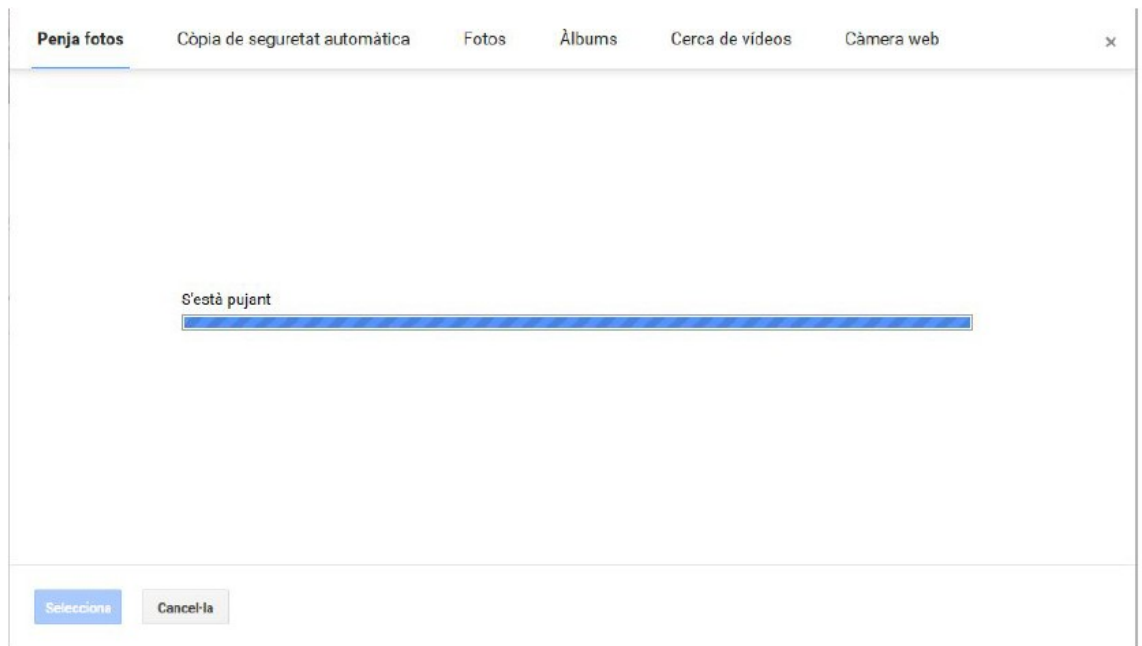 Penja fotos Còpia de seguretat automàtica Fotos Àlbums Cerca de vídeos Càmera web ×
S'està pujant
Selecciona Cancel·la